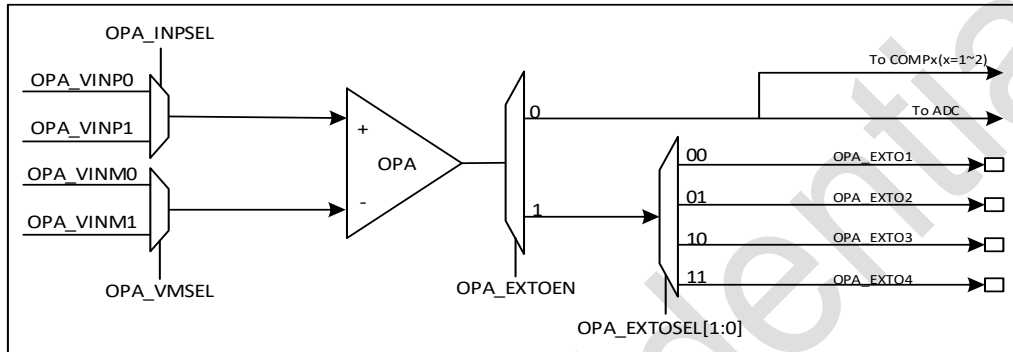 OPA_INPSEL
To COMPx(x=1~2)
OPA_VINP0
0
To ADC
OPA_VINP1
+
OPA
00
OPA_EXTO1
OPA_VINM0
01
OPA_EXTO2
-
1
OPA_VINM1
10
OPA_EXTO3
11
OPA_EXTO4
OPA_VMSEL
OPA_EXTOEN
OPA_EXTOSEL[1:0]
dentia